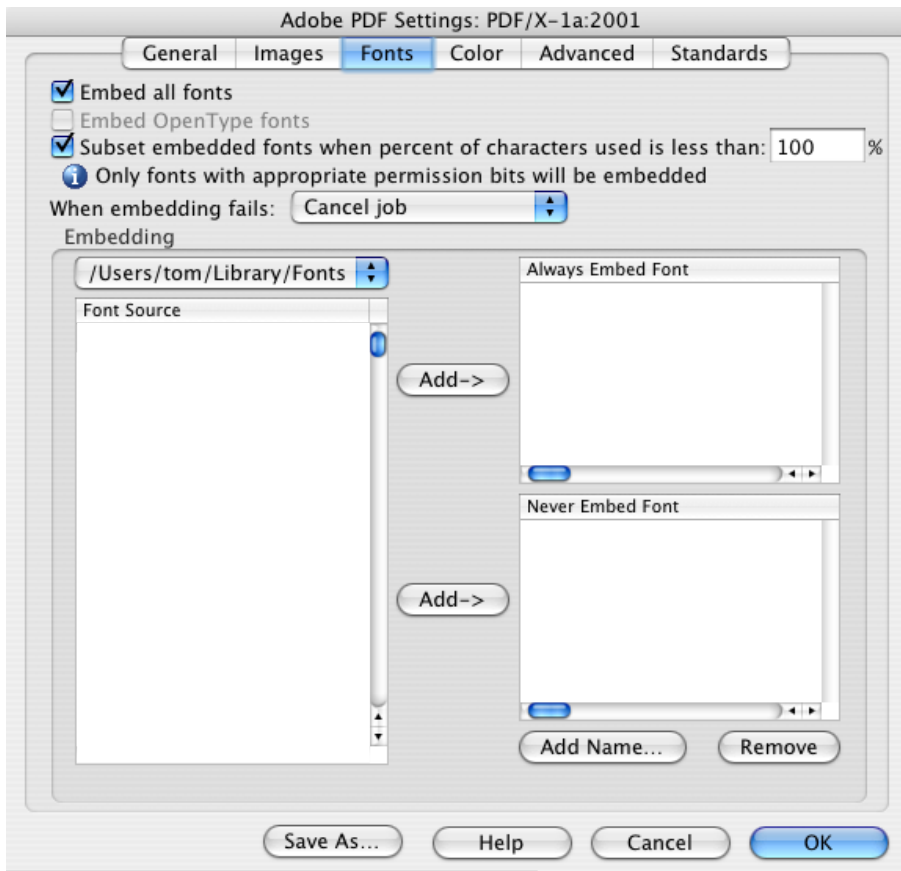 Adobe PDF Settings: PDF/X-1a:2001
General Images Fonts Color Advanced Standards
Embed all fonts
Embed OpenType fonts
Subset embedded fonts when percent of characters used is less than: 100 %
Only fonts with appropriate permission bits will be embedded
When embedding fails: Cancel job
Embedding
/Users/tom/Library/Fonts
Font Source
Add->
Add->
Always Embed Font
Never Embed Font
Add Name... Remove
Save As... Help Cancel OK